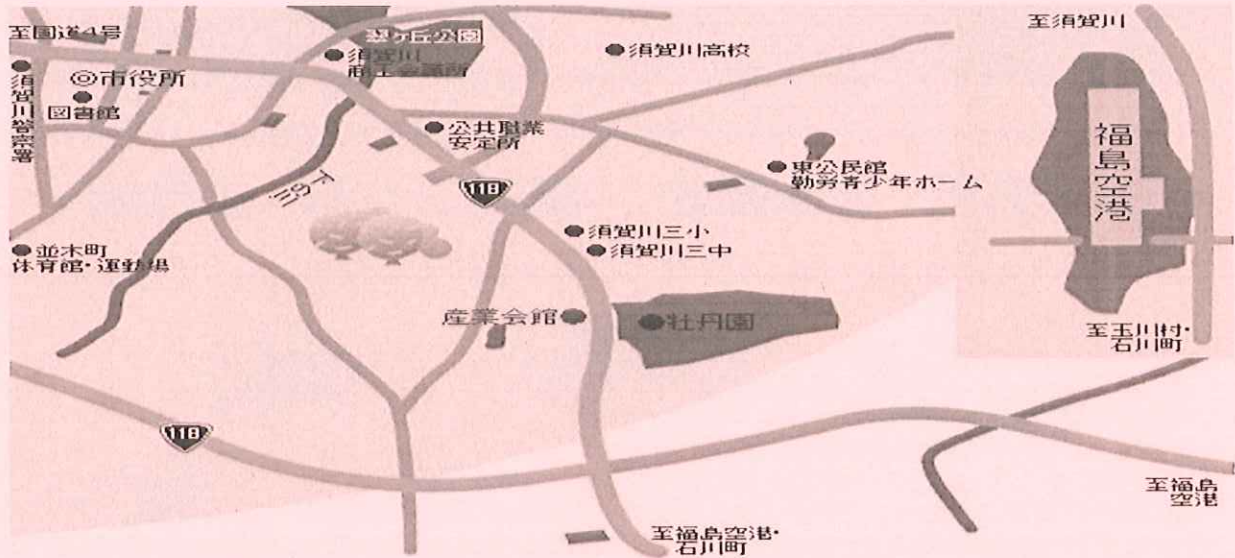 至国道4号
翠ヶ丘公園
須賀川
商工会議所
須賀川高校
至須賀川
市役所
図書館
須賀川警察署
公共職業
安定所
118
下の川
東公民館
勤労青少年ホーム
福島空港
並木町
体育館・運動場
須賀川三小
須賀川三中
産業会館
牡丹園
至玉川村・
石川町
118
至福島
空港
至福島空港・
石川町